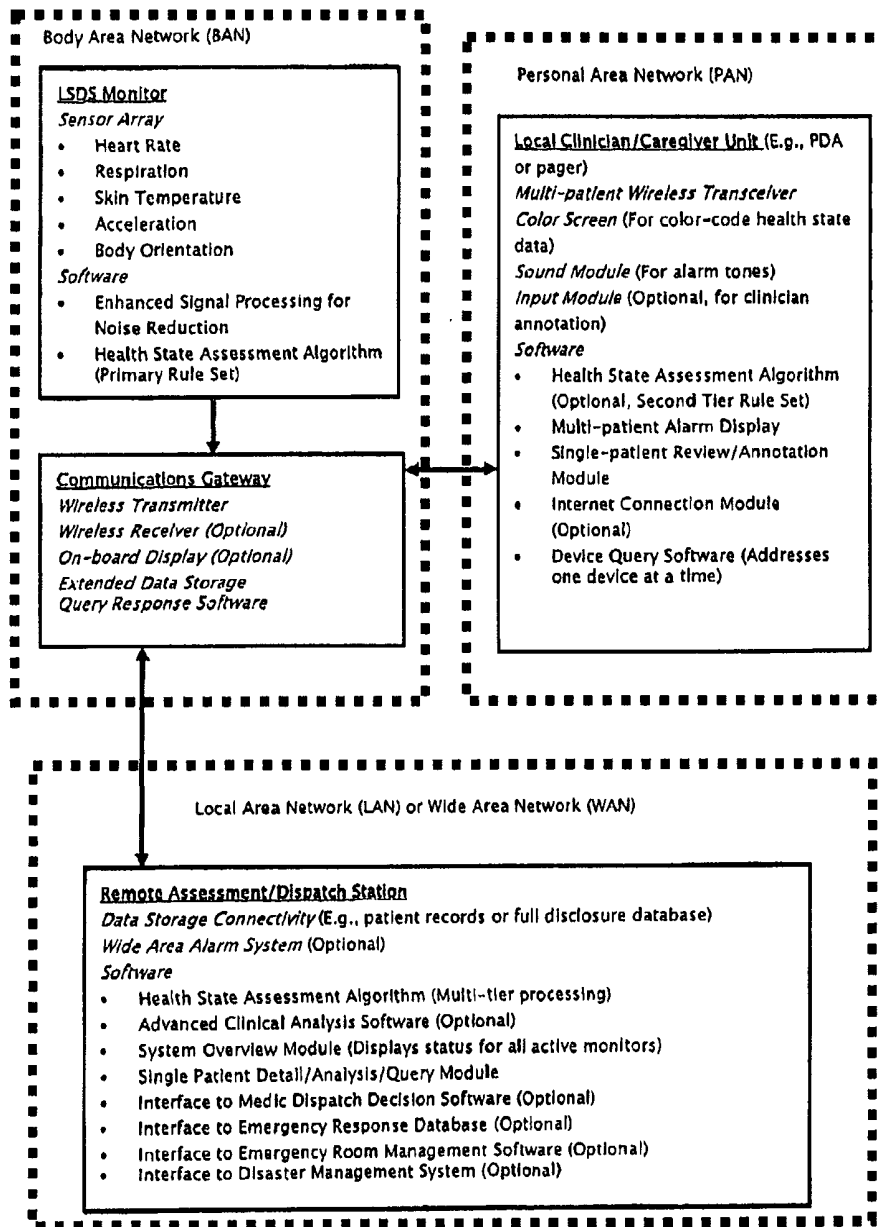 Body Area Network (BAN)
LSDS Monitor
Sensor Array
• Heart Rate
• Respiration
• Skin Temperature
• Acceleration
• Body Orientation
Software
• Enhanced Signal Processing for
Noise Reduction
• Health State Assessment Algorithm
(Primary Rule Set)
Communications Gateway
Wireless Transmitter
Wireless Receiver (Optional)
On-board Display (Optional)
Extended Data Storage
Query Response Software
Personal Area Network (PAN)
Local Clinician/Caregiver Unit (E.g., PDA
or pager)
Multi-patient Wireless Transceiver
Color Screen (For color-code health state
data)
Sound Module (For alarm tones)
Input Module (Optional, for clinician
annotation)
Software
• Health State Assessment Algorithm
(Optional, Second Tier Rule Set)
• Multi-patient Alarm Display
• Single-patient Review/Annotation
Module
• Internet Connection Module
(Optional)
• Device Query Software (Addresses
one device at a time)
Local Area Network (LAN) or Wide Area Network (WAN)
Remote Assessment/Dispatch Station
Data Storage Connectivity (E.g., patient records or full disclosure database)
Wide Area Alarm System (Optional)
Software
• Health State Assessment Algorithm (Multi-tier processing)
• Advanced Clinical Analysis Software (Optional)
• System Overview Module (Displays status for all active monitors)
• Single Patient Detail/Analysis/Query Module
• Interface to Medic Dispatch Decision Software (Optional)
• Interface to Emergency Response Database (Optional)
• Interface to Emergency Room Management Software (Optional)
• Interface to Disaster Management System (Optional)